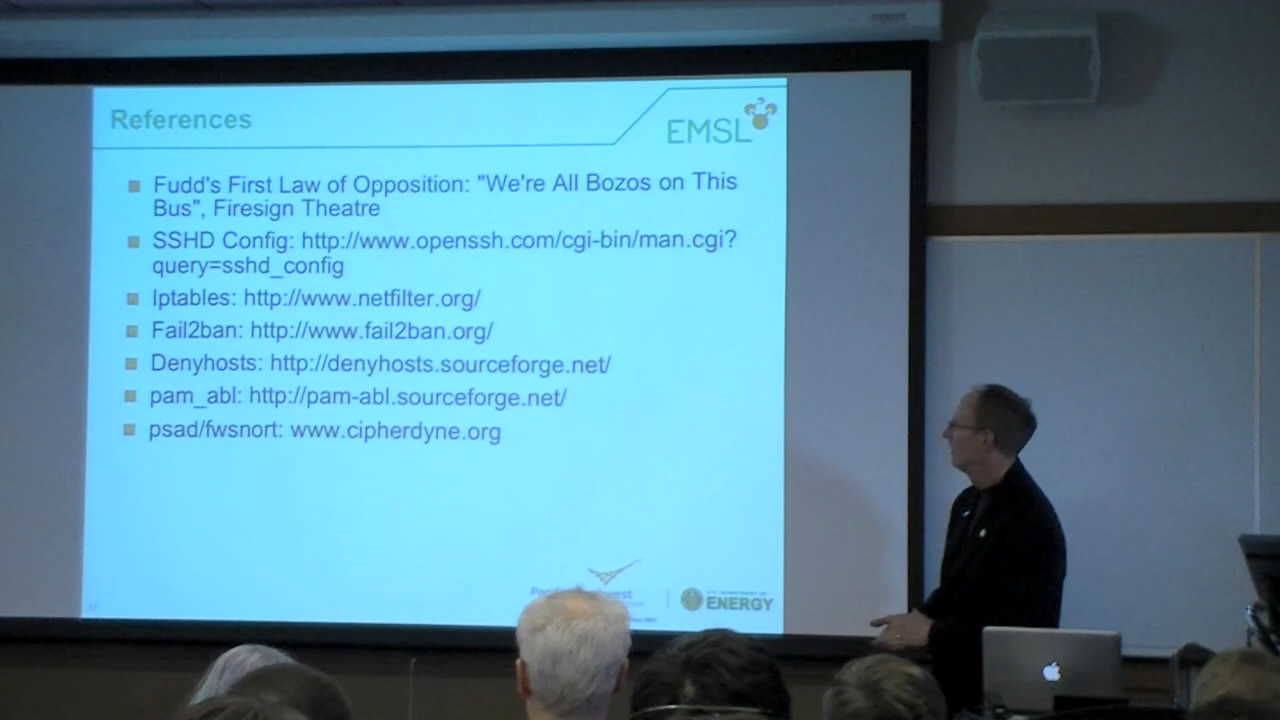 References
EMSL
Fudd's First Law of Opposition: "We're All Bozos on This
Bus", Firesign Theatre
SSHD Config: http://www.openssh.com/cgi-bin/man.cgi?
query=sshd_config
Iptables: http://www.netfilter.org/
Fail2ban: http://www.fail2ban.org/
Denyhosts: http://denyhosts.sourceforge.net/
pam_abl: http://pam-abl.sourceforge.net/
psad/fwsnort: www.cipherdyne.org
ENERGY